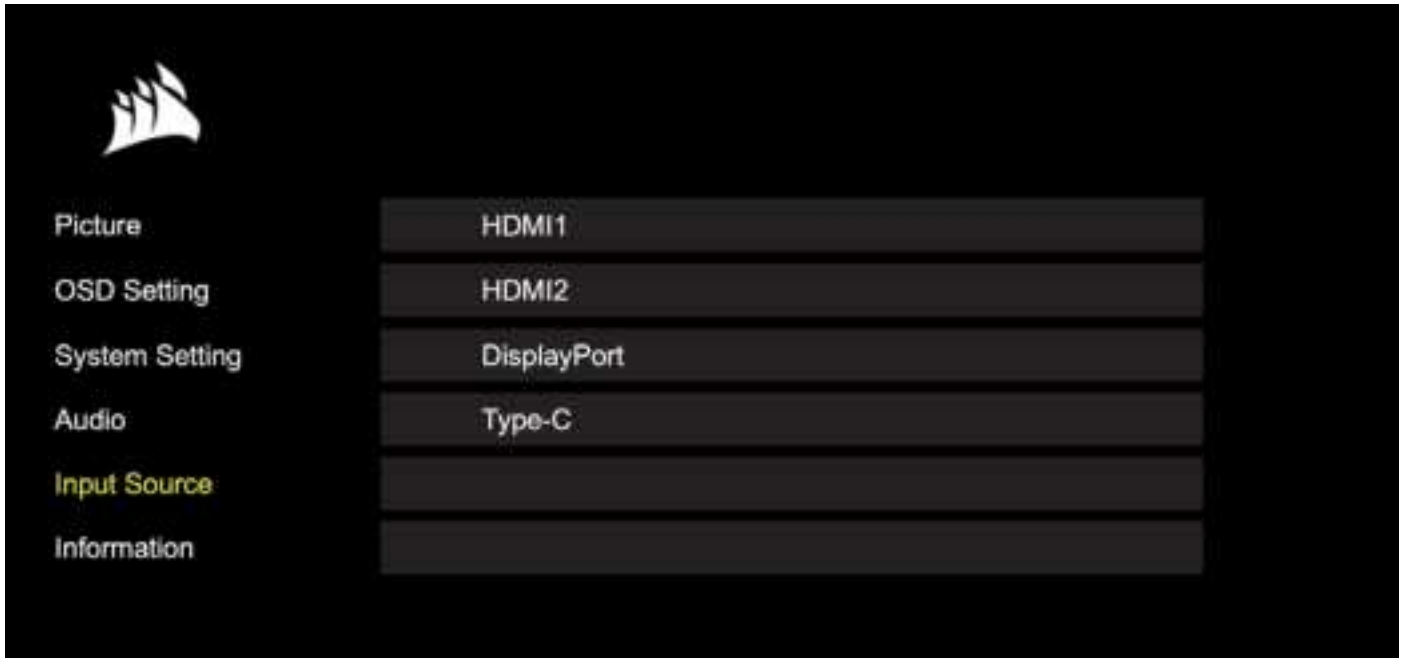 Picture
HDMI1
OSD Setting
HDMI2
System Setting
DisplayPort
Audio
Type-C
Input Source
Information